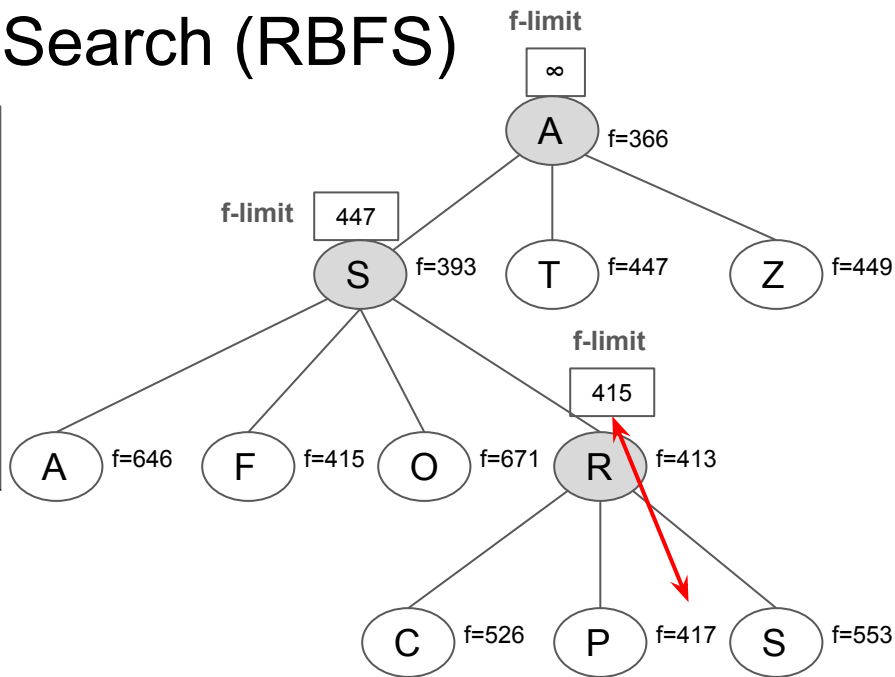 Search (RBFS)
f-limit
∞
A
f=366
f-limit
447
S
f=393
T
f=447
Z
f=449
f-limit
415
A
f=646
F
f=415
O
f=671
R
f=413
C
f=526
P
f=417
S
f=553